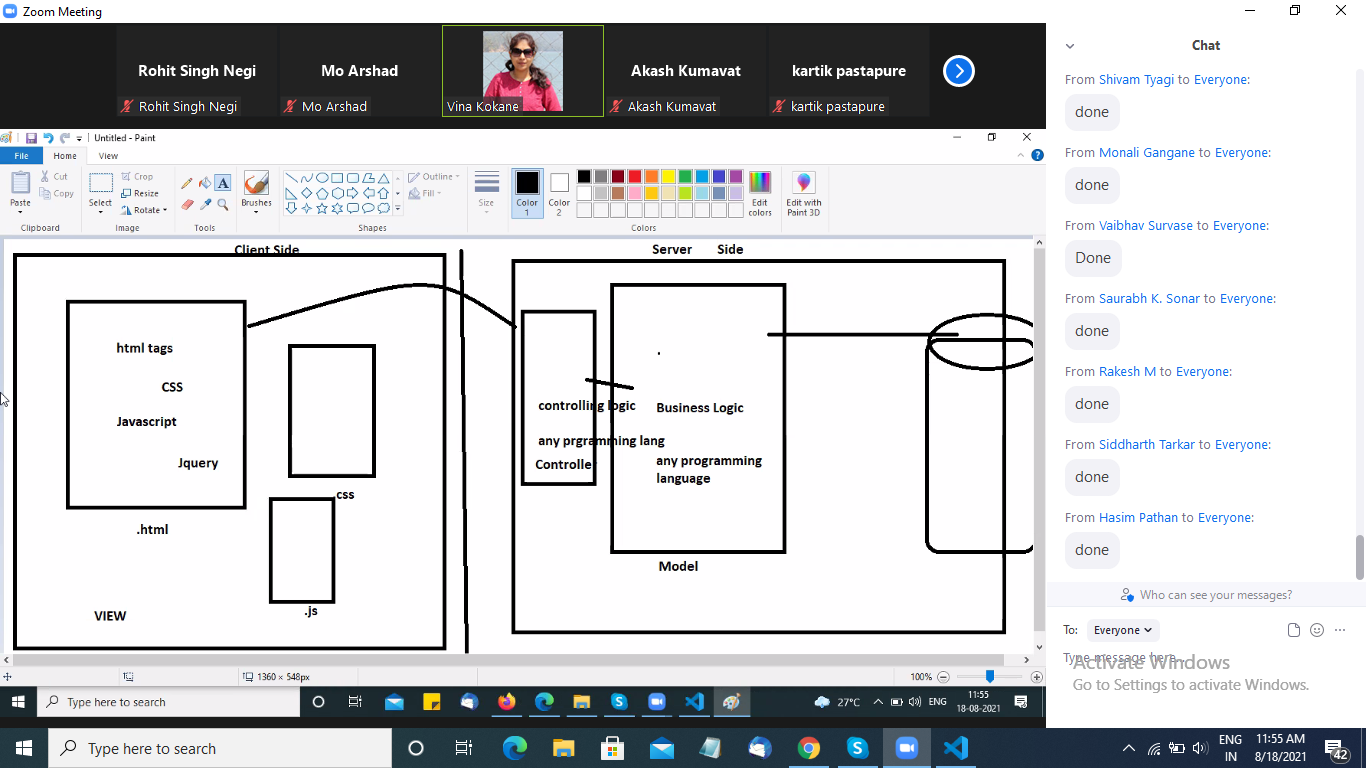 Zoom Meeting
Rohit Singh Negi
Mo Arshad
Akash Kumavat
kartik pastapure
Rohit Singh Negi
Mo Arshad
Vina Kokane
Akash Kumavat
kartik pastapure
Untitled - Paint
File
Home
View
Paste
Cut
Copy
Clipboard
Select
Crop
Resize
Rotate
Image
A
Tools
Brushes
Outline
Fill
Shapes
Size
Color 1
Color 2
Edit colors
Edit with Paint 3D
Colors
Client Side
Server Side
html tags
CSS
Javascript
Jquery
.html
.css
.js
VIEW
controlling logic
any prgramming lang
Controlle
Business Logic
any programming
language
Model
1360 × 548px
100%
Type here to search
27°C
ENG
11:55
18-08-2021
Chat
From Shivam Tyagi to Everyone:
done
From Monali Gangane to Everyone:
done
From Vaibhav Survase to Everyone:
Done
From Saurabh K. Sonar to Everyone:
done
From Rakesh M to Everyone:
done
From Siddharth Tarkar to Everyone:
done
From Hasim Pathan to Everyone:
done
Who can see your messages?
To: Everyone
Type message here...
Activate Windows
Go to Settings to activate Windows.
Type here to search
ENG
IN
11:55 AM
8/18/2021
42